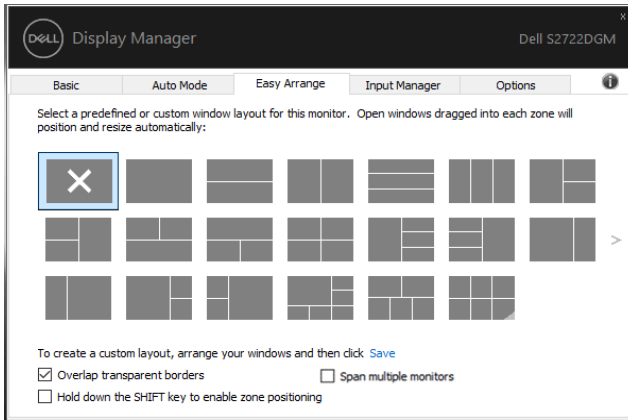 x
DELL Display Manager Dell S2722DGM
Basic Auto Mode Easy Arrange Input Manager Options i
Select a predefined or custom window layout for this monitor. Open windows dragged into each zone will
position and resize automatically:
>
To create a custom layout, arrange your windows and then click Save
Overlap transparent borders Span multiple monitors
Hold down the SHIFT key to enable zone positioning